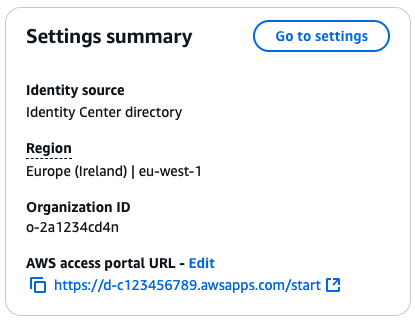 Settings summary
Go to settings
Identity source
Identity Center directory
Region
Europe (Ireland) | eu-west-1
Organization ID
o-2a1234cd4n
AWS access portal URL - Edit
https://d-c123456789.awsapps.com/start